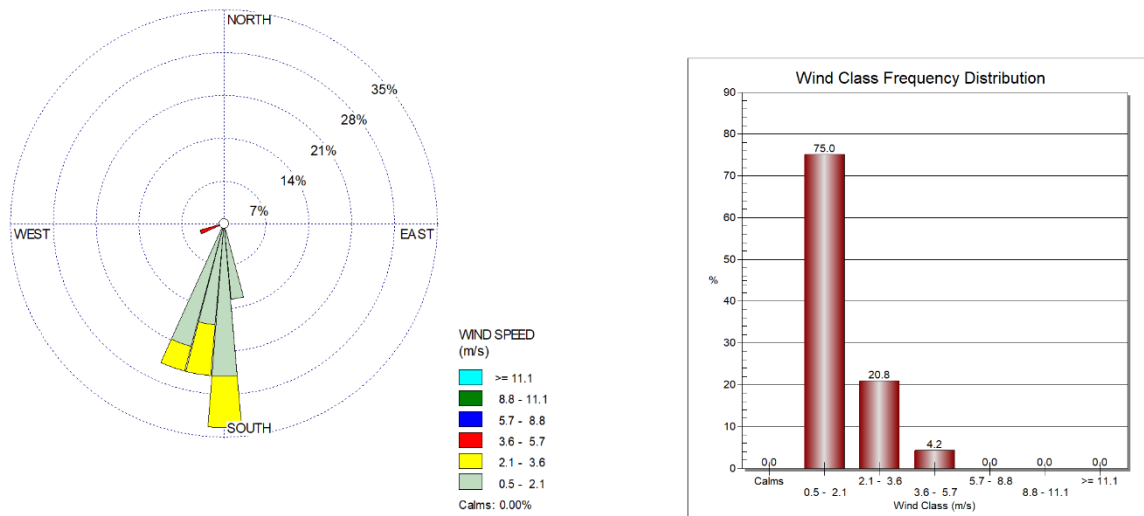 NORTH
35%
28%
21%
14%
7%
WEST
EAST
SOUTH
WIND SPEED
(m/s)
>= 11.1
8.8 - 11.1
5.7 - 8.8
3.6 - 5.7
2.1 - 3.6
0.5 - 2.1
Calms: 0.00%
Wind Class Frequency Distribution
90
80
70
60
50
40
30
20
10
0
%
0.0
75.0
20.8
4.2
0.0
0.0
0.0
Calms
0.5 - 2.1
2.1 - 3.6
3.6 - 5.7
5.7 - 8.8
8.8 - 11.1
>= 11.1
Wind Class (m/s)